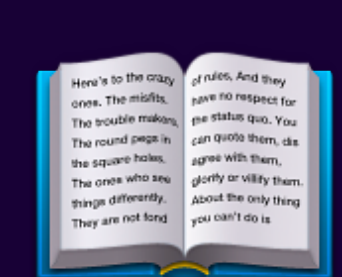 Here's to the crazy
ones. The misfits,
The trouble makers,
The round pegs in
the square holes,
The ones who see
things differently,
They are not fond
of rules, And they
have no respect for
the status quo. You
can quote them, dis
agree with them,
glorify or villify them.
About the only thing
you can't do is